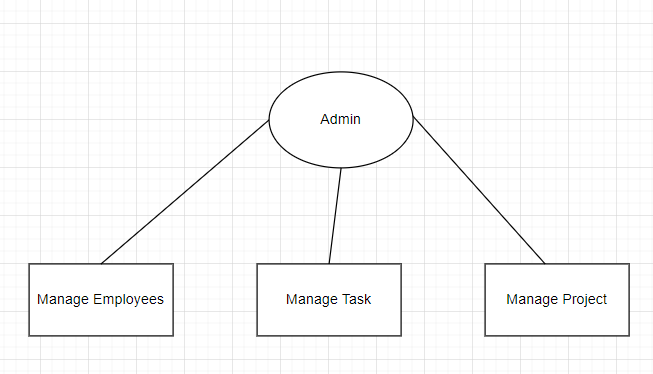 Admin
Manage Employees
Manage Task
Manage Project